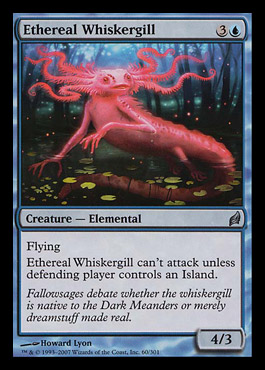 Ethereal Whiskergill 3
Creature — Elemental
Flying
Ethereal Whiskergill can't attack unless
defending player controls an Island.
Fallowsages debate whether the whiskergill
is native to the Dark Meanders or merely
dreamstuff made real.
Howard Lyon
™ & © 1993–2007 Wizards of the Coast, Inc. 60/301
4/3